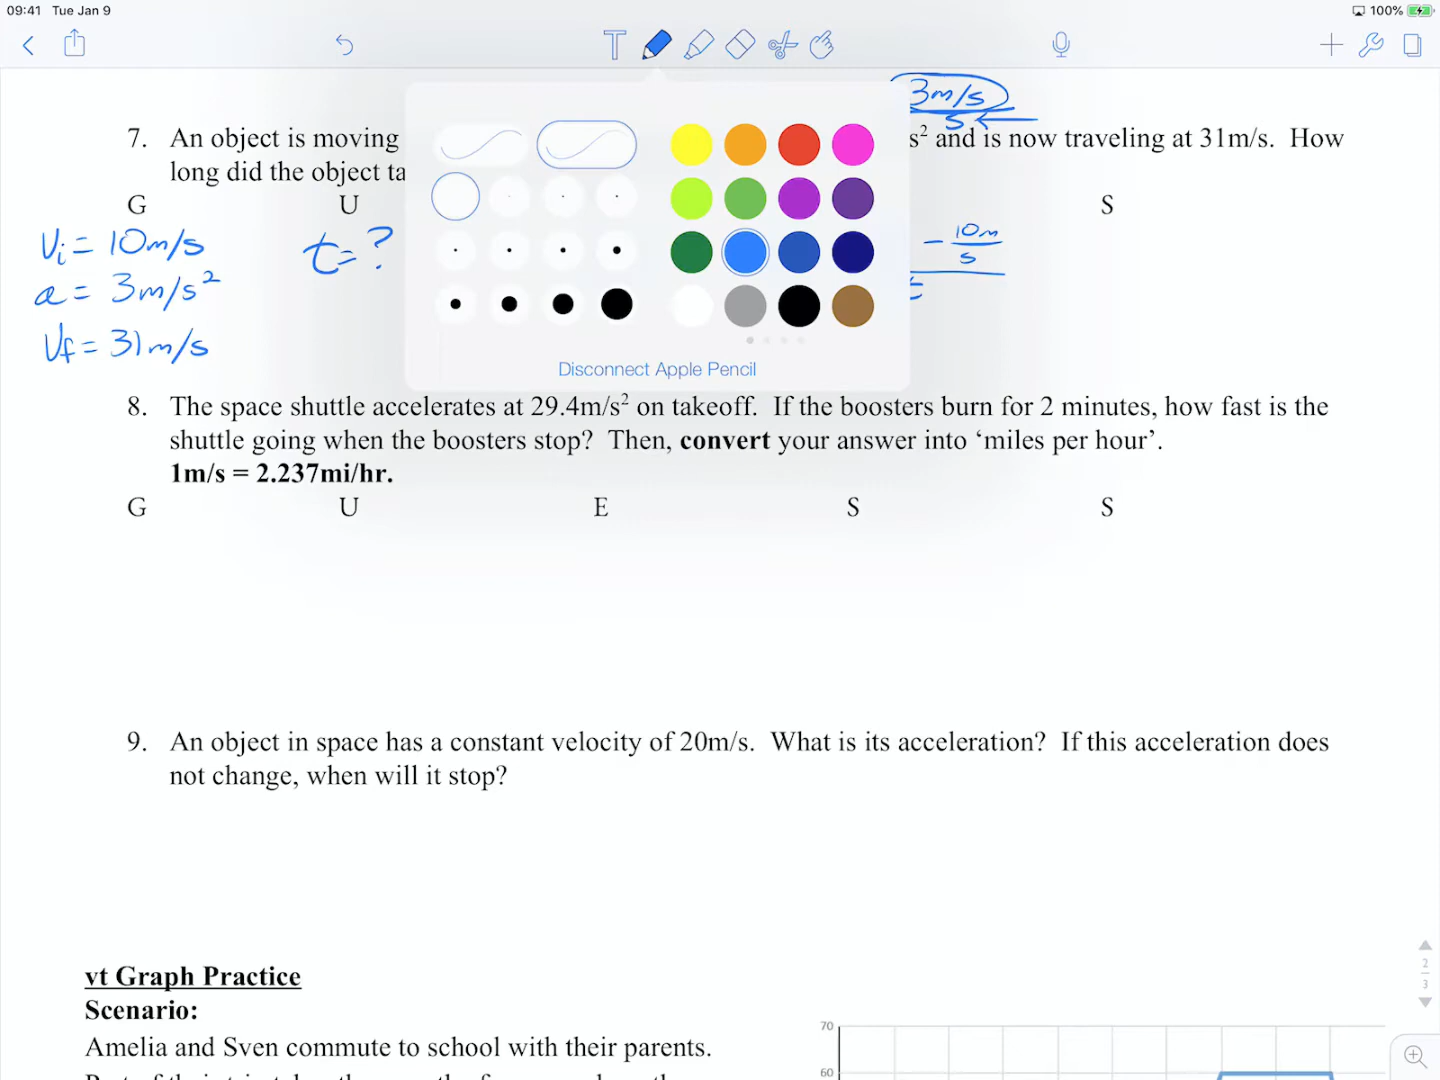 09:41 Tue Jan 9
100%
T
3m/s
s
7. An object is moving s² and is now traveling at 31m/s. How
long did the object ta
G U S
Vi = 10m/s
t = ?
- 10m
s
t
a = 3m/s²
Vf = 31m/s
Disconnect Apple Pencil
8. The space shuttle accelerates at 29.4m/s² on takeoff. If the boosters burn for 2 minutes, how fast is the
shuttle going when the boosters stop? Then, convert your answer into ‘miles per hour’.
1m/s = 2.237mi/hr.
G U E S S
9. An object in space has a constant velocity of 20m/s. What is its acceleration? If this acceleration does
not change, when will it stop?
2
3
vt Graph Practice
Scenario:
Amelia and Sven commute to school with their parents.
70
60